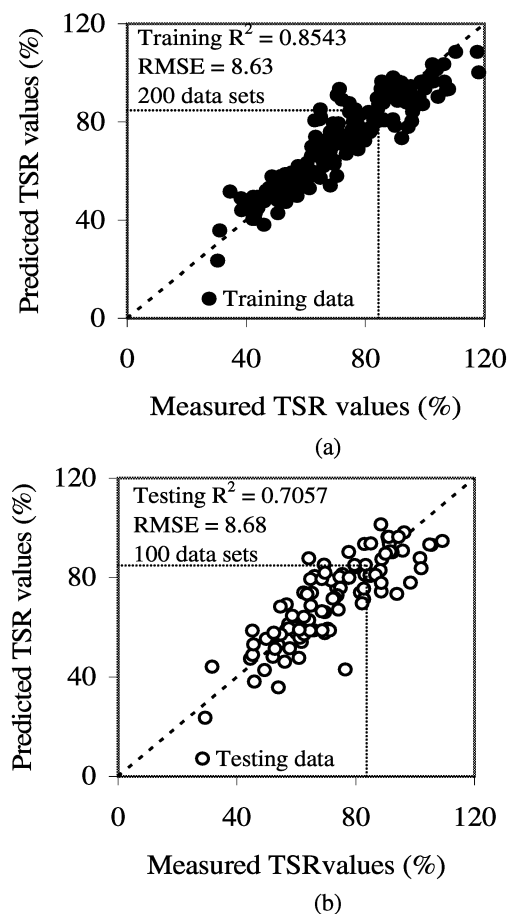 Training R² = 0.8543
RMSE = 8.63
200 data sets
Predicted TSR values (%)
120
80
40
0
Training data
0 40 80 120
Measured TSR values (%)
(a)
Testing R² = 0.7057
RMSE = 8.68
100 data sets
Predicted TSR values (%)
120
80
40
0
Testing data
0 40 80 120
Measured TSRvalues (%)
(b)